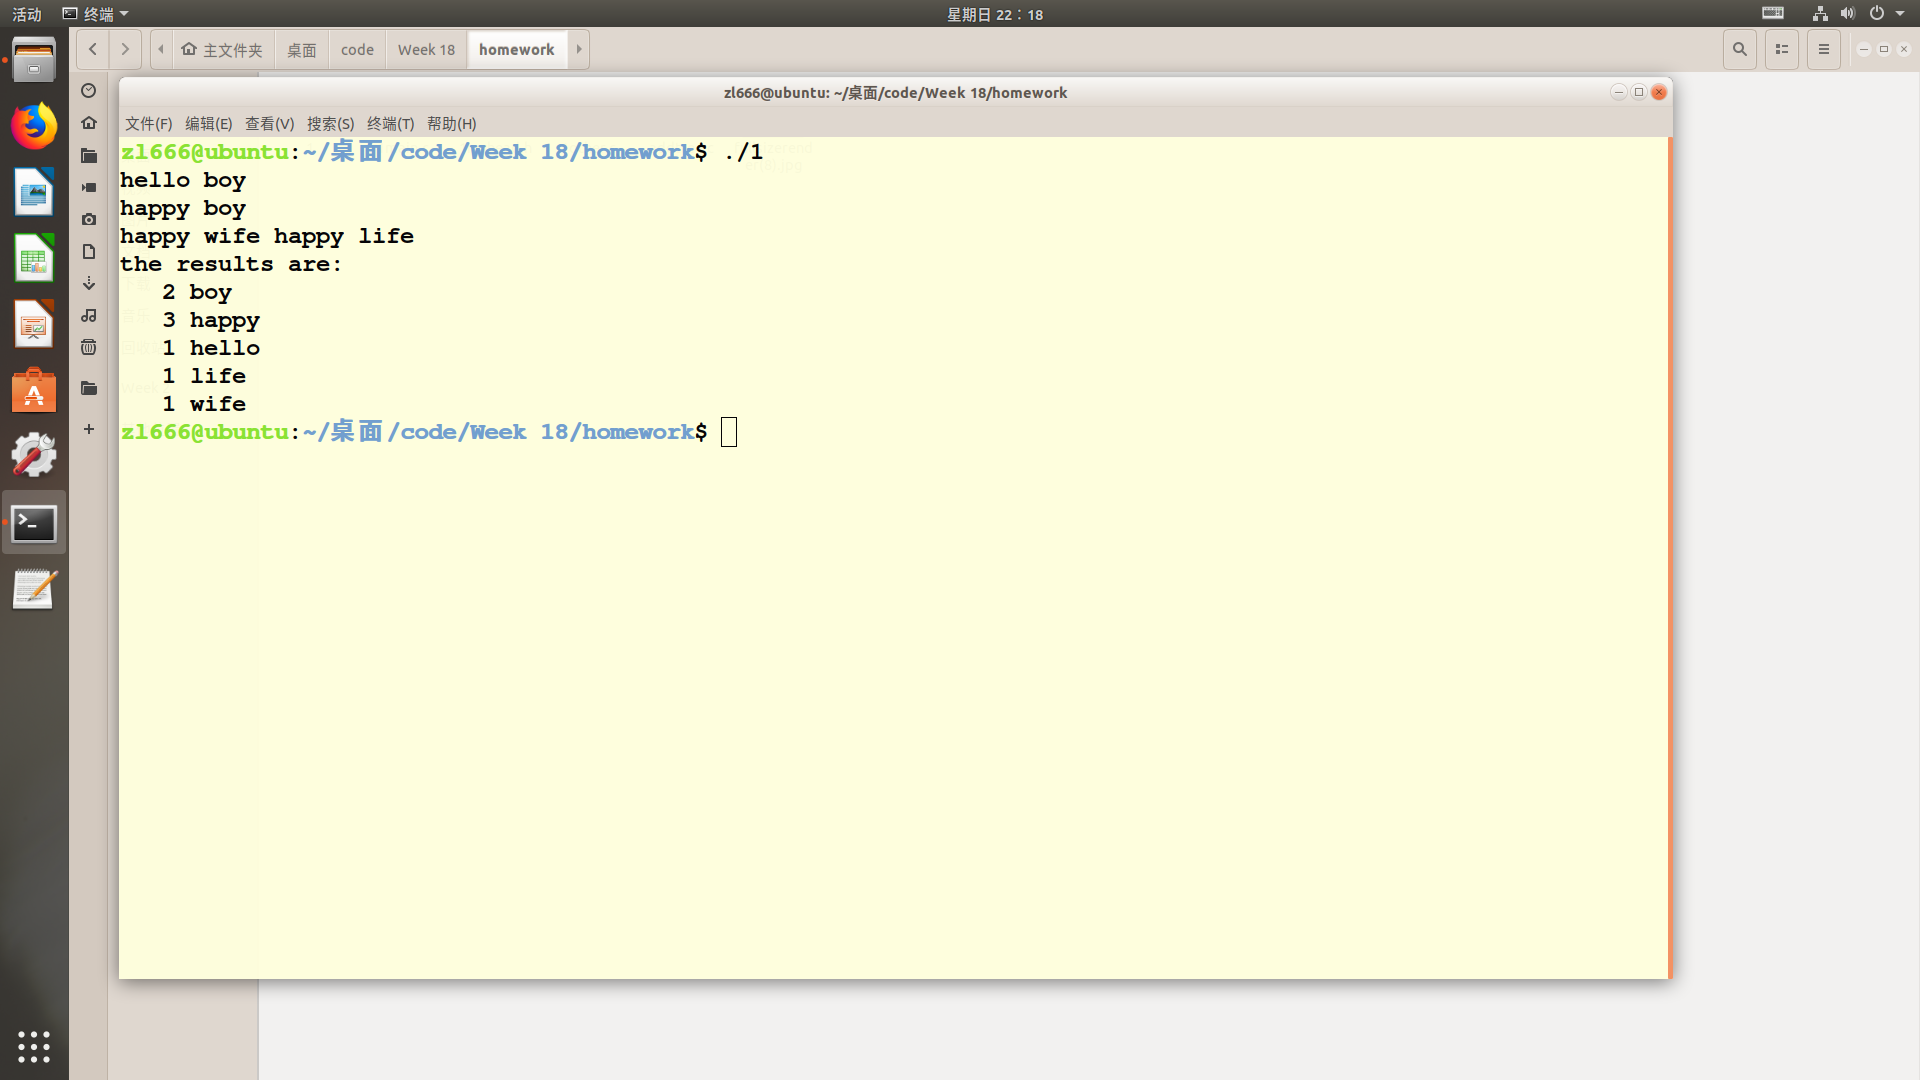 活动 终端 星期日 22：18
主文件夹 桌面 code Week 18 homework
zl666@ubuntu: ~/桌面/code/Week 18/homework
文件(F) 编辑(E) 查看(V) 搜索(S) 终端(T) 帮助(H)
zl666@ubuntu:~/桌面/code/Week 18/homework$ ./1
hello boy
happy boy
happy wife happy life
the results are:
   2 boy
   3 happy
   1 hello
   1 life
   1 wife
zl666@ubuntu:~/桌面/code/Week 18/homework$